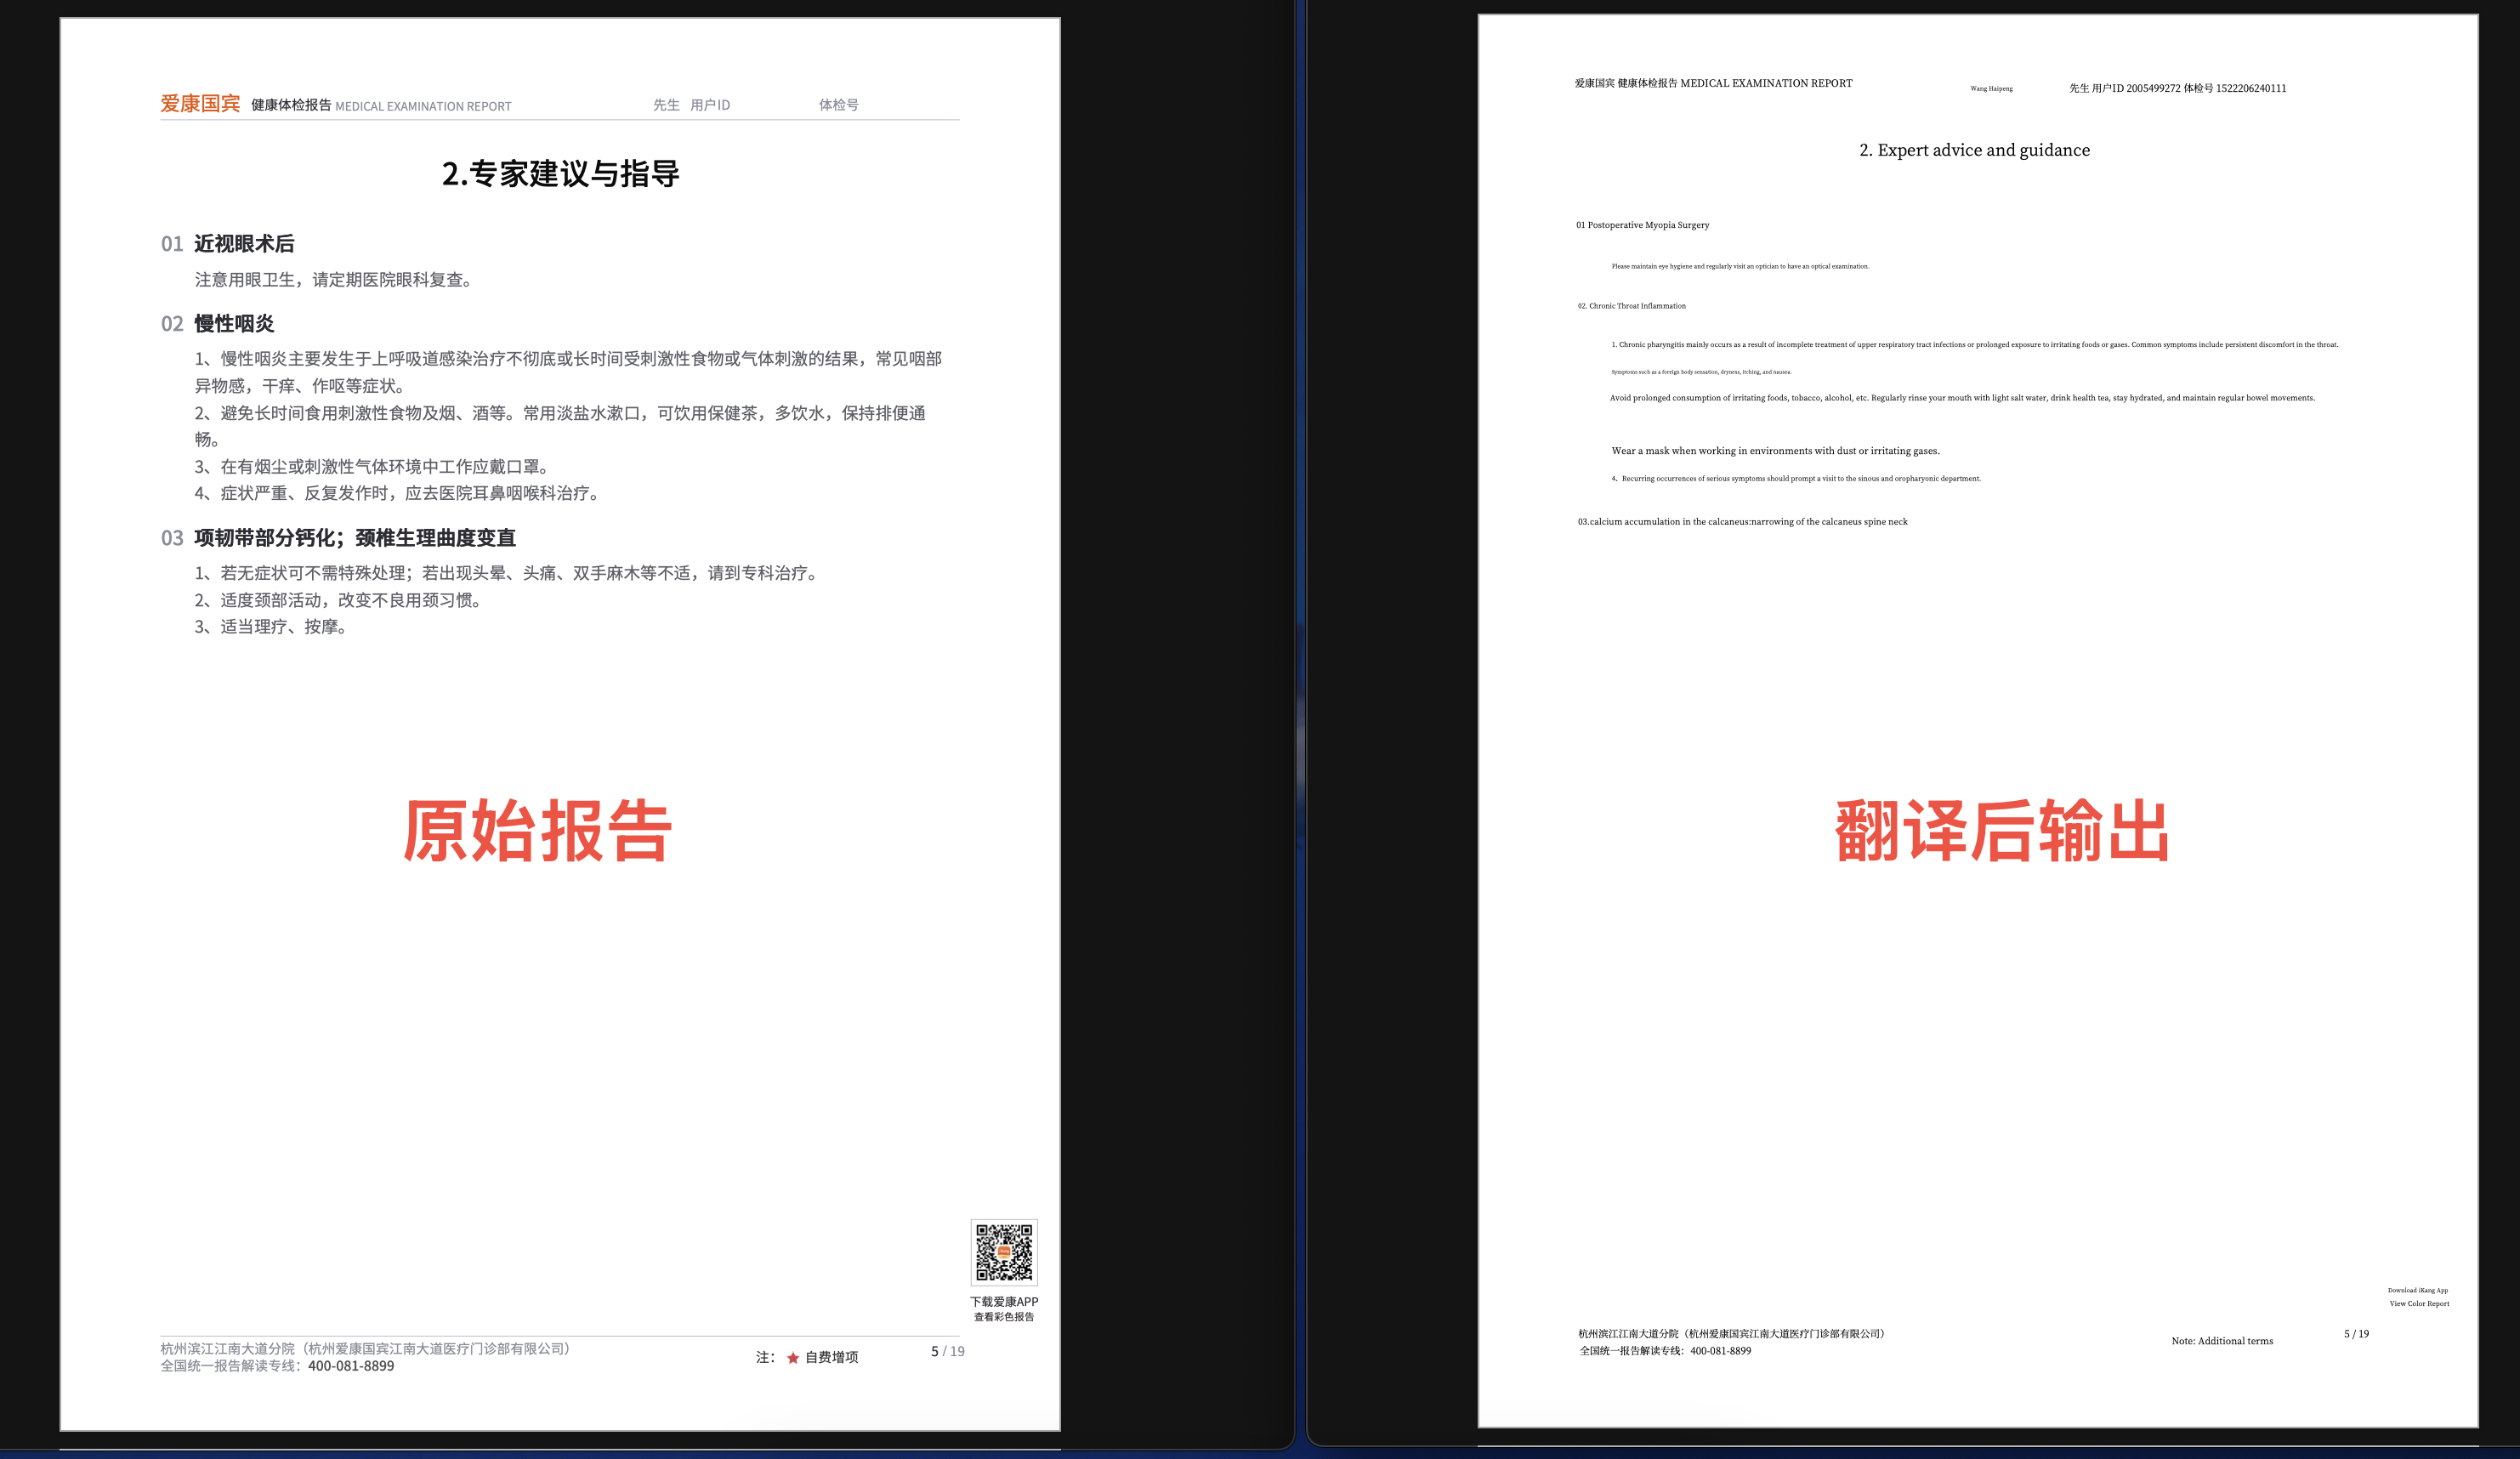 爱康国宾 健康体检报告 MEDICAL EXAMINATION REPORT 先生 用户ID 体检号
2.专家建议与指导
01 近视眼术后
注意用眼卫生，请定期医院眼科复查。
02 慢性咽炎
1、慢性咽炎主要发生于上呼吸道感染治疗不彻底或长时间受刺激性食物或气体刺激的结果，常见咽部
异物感，干痒、作呕等症状。
2、避免长时间食用刺激性食物及烟、酒等。常用淡盐水漱口，可饮用保健茶，多饮水，保持排便通
畅。
3、在有烟尘或刺激性气体环境中工作应戴口罩。
4、症状严重、反复发作时，应去医院耳鼻咽喉科治疗。
03 项韧带部分钙化；颈椎生理曲度变直
1、若无症状可不需特殊处理；若出现头晕、头痛、双手麻木等不适，请到专科治疗。
2、适度颈部活动，改变不良用颈习惯。
3、适当理疗、按摩。
原始报告
下载爱康APP
查看彩色报告
杭州滨江江南大道分院（杭州爱康国宾江南大道医疗门诊部有限公司）
全国统一报告解读专线：400-081-8899
注： 自费增项
5 / 19
爱康国宾 健康体检报告 MEDICAL EXAMINATION REPORT Wang Haipeng 先生 用户ID 2005499272 体检号 1522206240111
2. Expert advice and guidance
01 Postoperative Myopia Surgery
Please maintain eye hygiene and regularly visit an optician to have an optical examination.
02. Chronic Throat Inflammation
1. Chronic pharyngitis mainly occurs as a result of incomplete treatment of upper respiratory tract infections or prolonged exposure to irritating foods or gases. Common symptoms include persistent discomfort in the throat.
Symptoms such as a foreign body sensation, dryness, itching, and nausea.
Avoid prolonged consumption of irritating foods, tobacco, alcohol, etc. Regularly rinse your mouth with light salt water, drink health tea, stay hydrated, and maintain regular bowel movements.
Wear a mask when working in environments with dust or irritating gases.
4、Recurring occurrences of serious symptoms should prompt a visit to the sinous and oropharyonic department.
03.calcium accumulation in the calcaneus:narrowing of the calcaneus spine neck
翻译后输出
Download iKang App
View Color Report
杭州滨江江南大道分院（杭州爱康国宾江南大道医疗门诊部有限公司）
全国统一报告解读专线：400-081-8899
Note: Additional terms
5 / 19